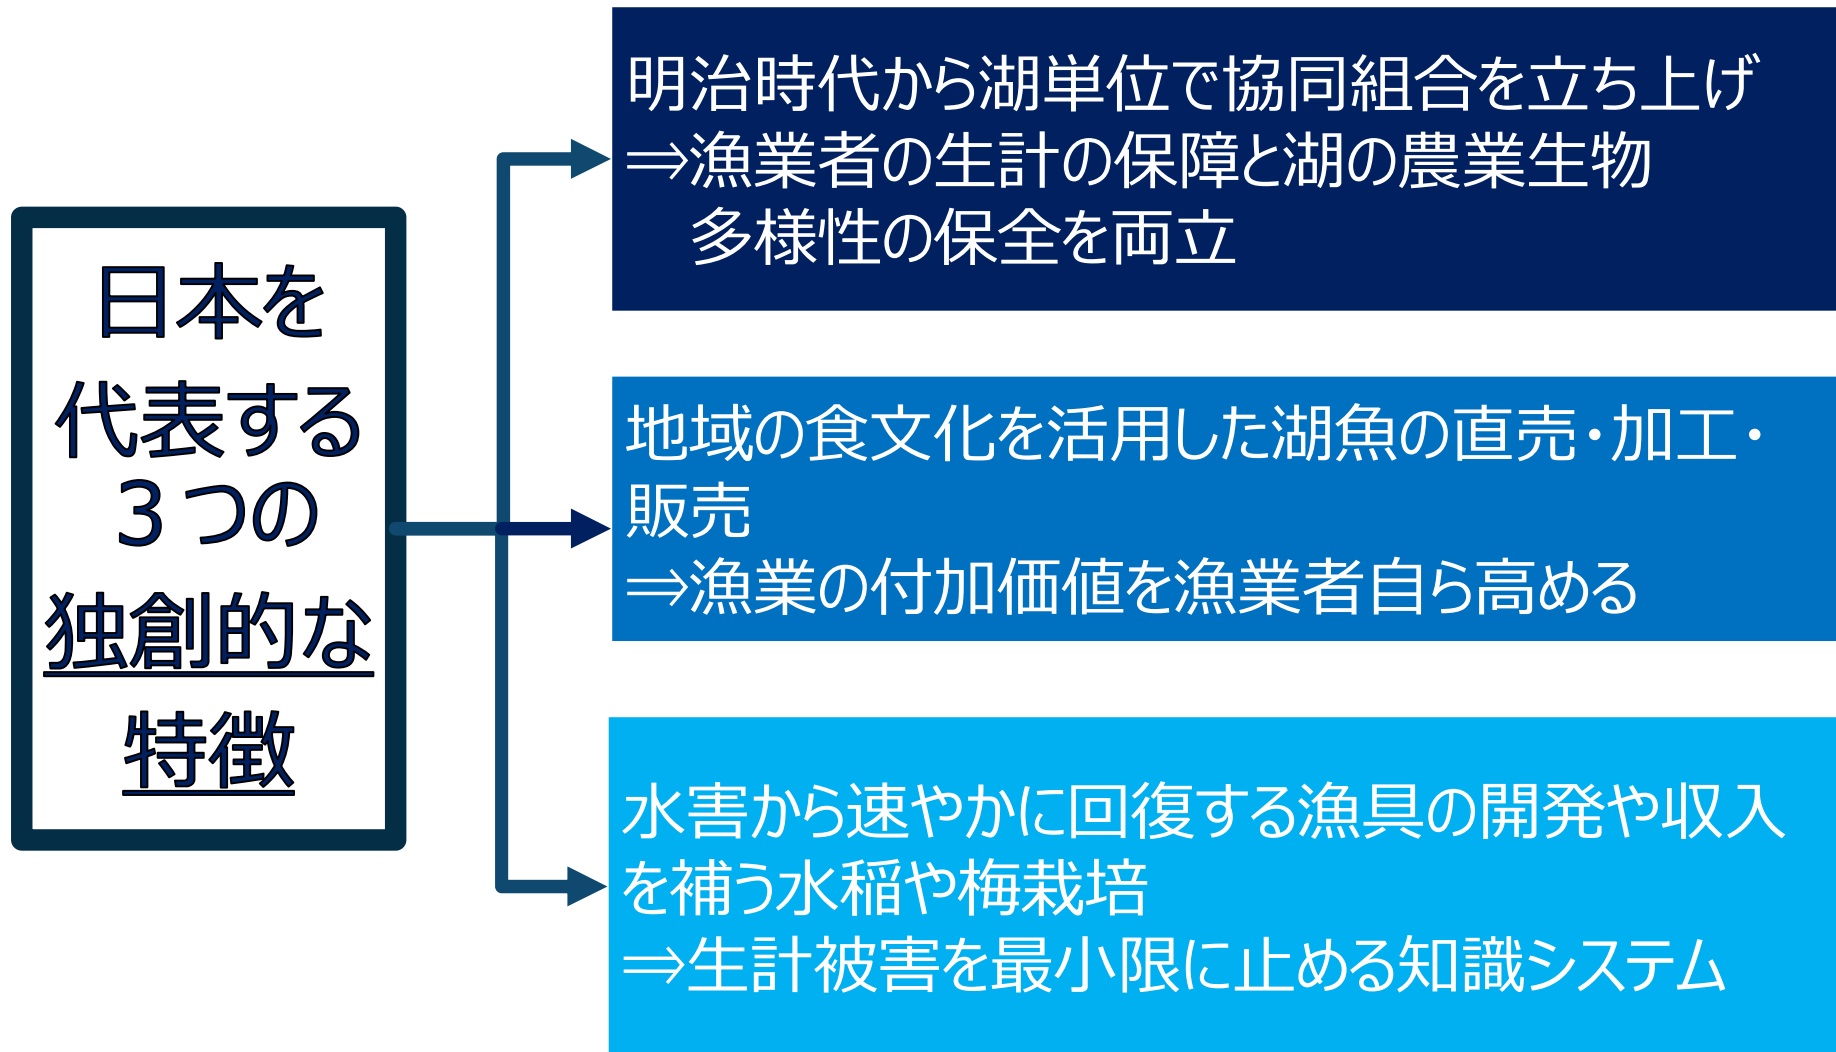 日本を
代表する
３つの
独創的な
特徴
明治時代から湖単位で協同組合を立ち上げ
⇒漁業者の生計の保障と湖の農業生物
多様性の保全を両立
地域の食文化を活用した湖魚の直売・加工・
販売
⇒漁業の付加価値を漁業者自ら高める
水害から速やかに回復する漁具の開発や収入
を補う水稲や梅栽培
⇒生計被害を最小限に止める知識システム